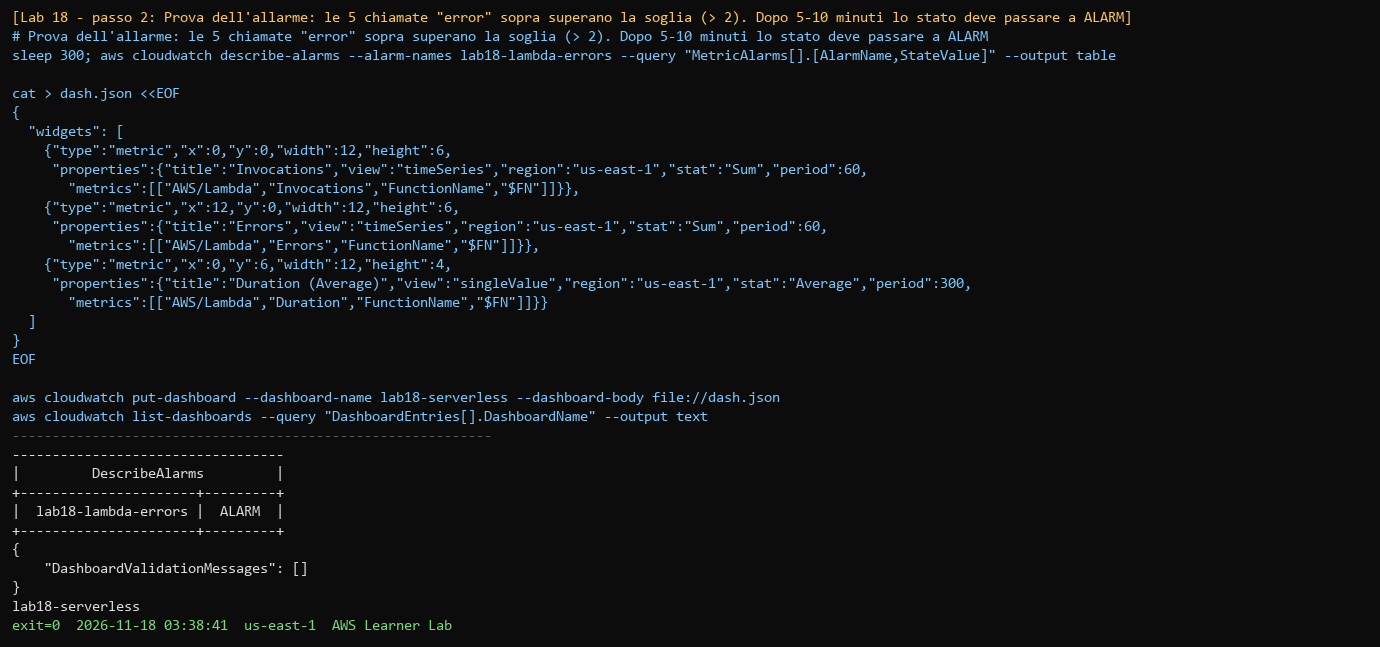 [Lab 18 - passo 2: Prova dell'allarme: le 5 chiamate "error" sopra superano la soglia (> 2). Dopo 5-10 minuti lo stato deve passare a ALARM]
# Prova dell'allarme: le 5 chiamate "error" sopra superano la soglia (> 2). Dopo 5-10 minuti lo stato deve passare a ALARM
sleep 300; aws cloudwatch describe-alarms --alarm-names lab18-lambda-errors --query "MetricAlarms[].[AlarmName,StateValue]" --output table

cat > dash.json <<EOF
{
  "widgets": [
    {"type":"metric","x":0,"y":0,"width":12,"height":6,
     "properties":{"title":"Invocations","view":"timeSeries","region":"us-east-1","stat":"Sum","period":60,
       "metrics":[["AWS/Lambda","Invocations","FunctionName","$FN"]]}},
    {"type":"metric","x":12,"y":0,"width":12,"height":6,
     "properties":{"title":"Errors","view":"timeSeries","region":"us-east-1","stat":"Sum","period":60,
       "metrics":[["AWS/Lambda","Errors","FunctionName","$FN"]]}},
    {"type":"metric","x":0,"y":6,"width":12,"height":4,
     "properties":{"title":"Duration (Average)","view":"singleValue","region":"us-east-1","stat":"Average","period":300,
       "metrics":[["AWS/Lambda","Duration","FunctionName","$FN"]]}}
  ]
}
EOF

aws cloudwatch put-dashboard --dashboard-name lab18-serverless --dashboard-body file://dash.json
aws cloudwatch list-dashboards --query "DashboardEntries[].DashboardName" --output text
------------------------------------------------------------
----------------------------------
|         DescribeAlarms         |
+----------------------+---------+
|  lab18-lambda-errors |  ALARM  |
+----------------------+---------+
{
    "DashboardValidationMessages": []
}
lab18-serverless
exit=0  2026-11-18 03:38:41  us-east-1  AWS Learner Lab